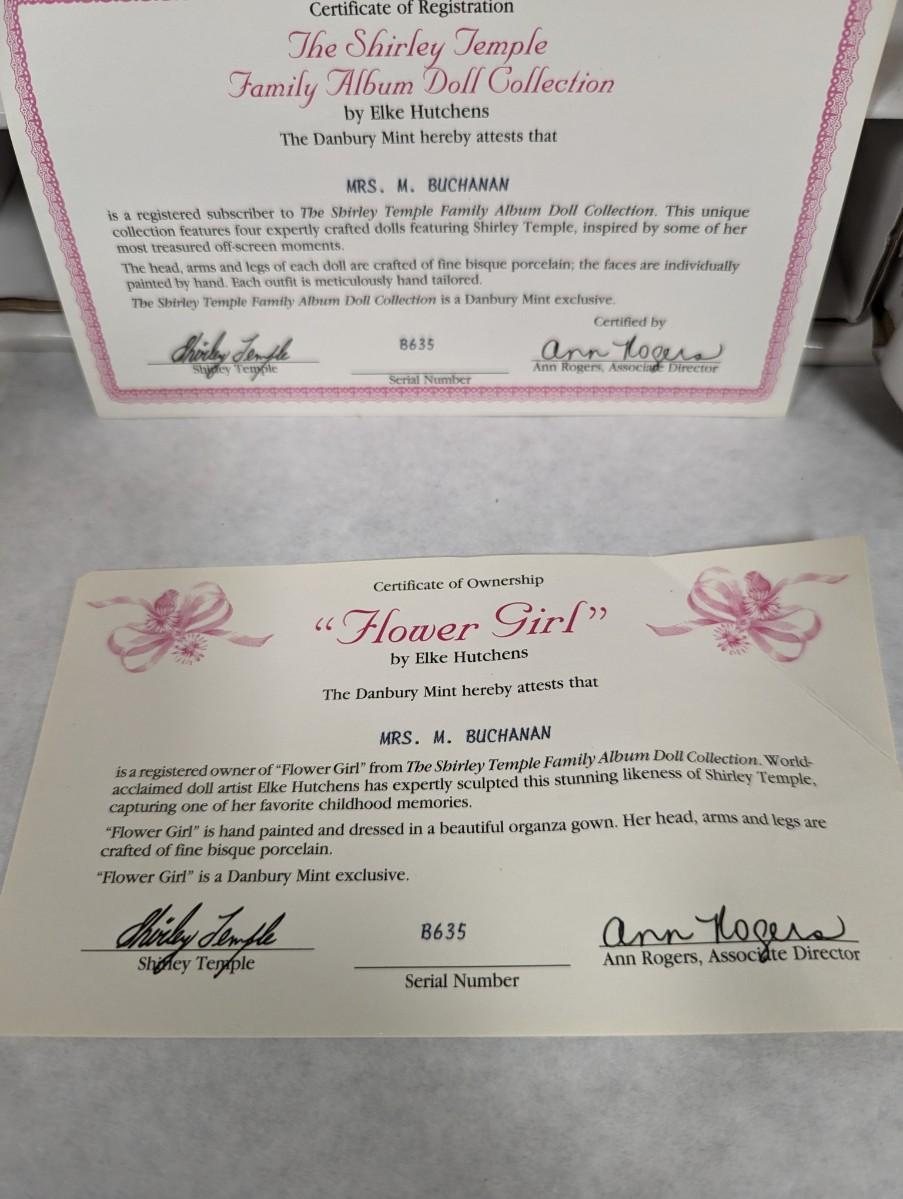 Certificate of Registration
The Shirley Temple
Family Album Doll Collection
by Elke Hutchens
The Danbury Mint hereby attests that
MRS. M. BUCHANAN
is a registered subscriber to The Shirley Temple Family Album Doll Collection. This unique
collection features four expertly crafted dolls featuring Shirley Temple, inspired by some of her
most treasured off-screen moments.
The head, arms and legs of each doll are crafted of fine bisque porcelain; the faces are individually
painted by hand. Each outfit is meticulously hand tailored.
The Shirley Temple Family Album Doll Collection is a Danbury Mint exclusive.
Certified by
Shirley Temple B635 Ann Rogers
Shirley Temple Serial Number Ann Rogers, Associate Director
Certificate of Ownership
"Flower Girl"
by Elke Hutchens
The Danbury Mint hereby attests that
MRS. M. BUCHANAN
is a registered owner of "Flower Girl" from The Shirley Temple Family Album Doll Collection. World-
acclaimed doll artist Elke Hutchens has expertly sculpted this stunning likeness of Shirley Temple,
capturing one of her favorite childhood memories.
"Flower Girl" is hand painted and dressed in a beautiful organza gown. Her head, arms and legs are
crafted of fine bisque porcelain.
"Flower Girl" is a Danbury Mint exclusive.
Shirley Temple B635 Ann Rogers
Shirley Temple Serial Number Ann Rogers, Associate Director